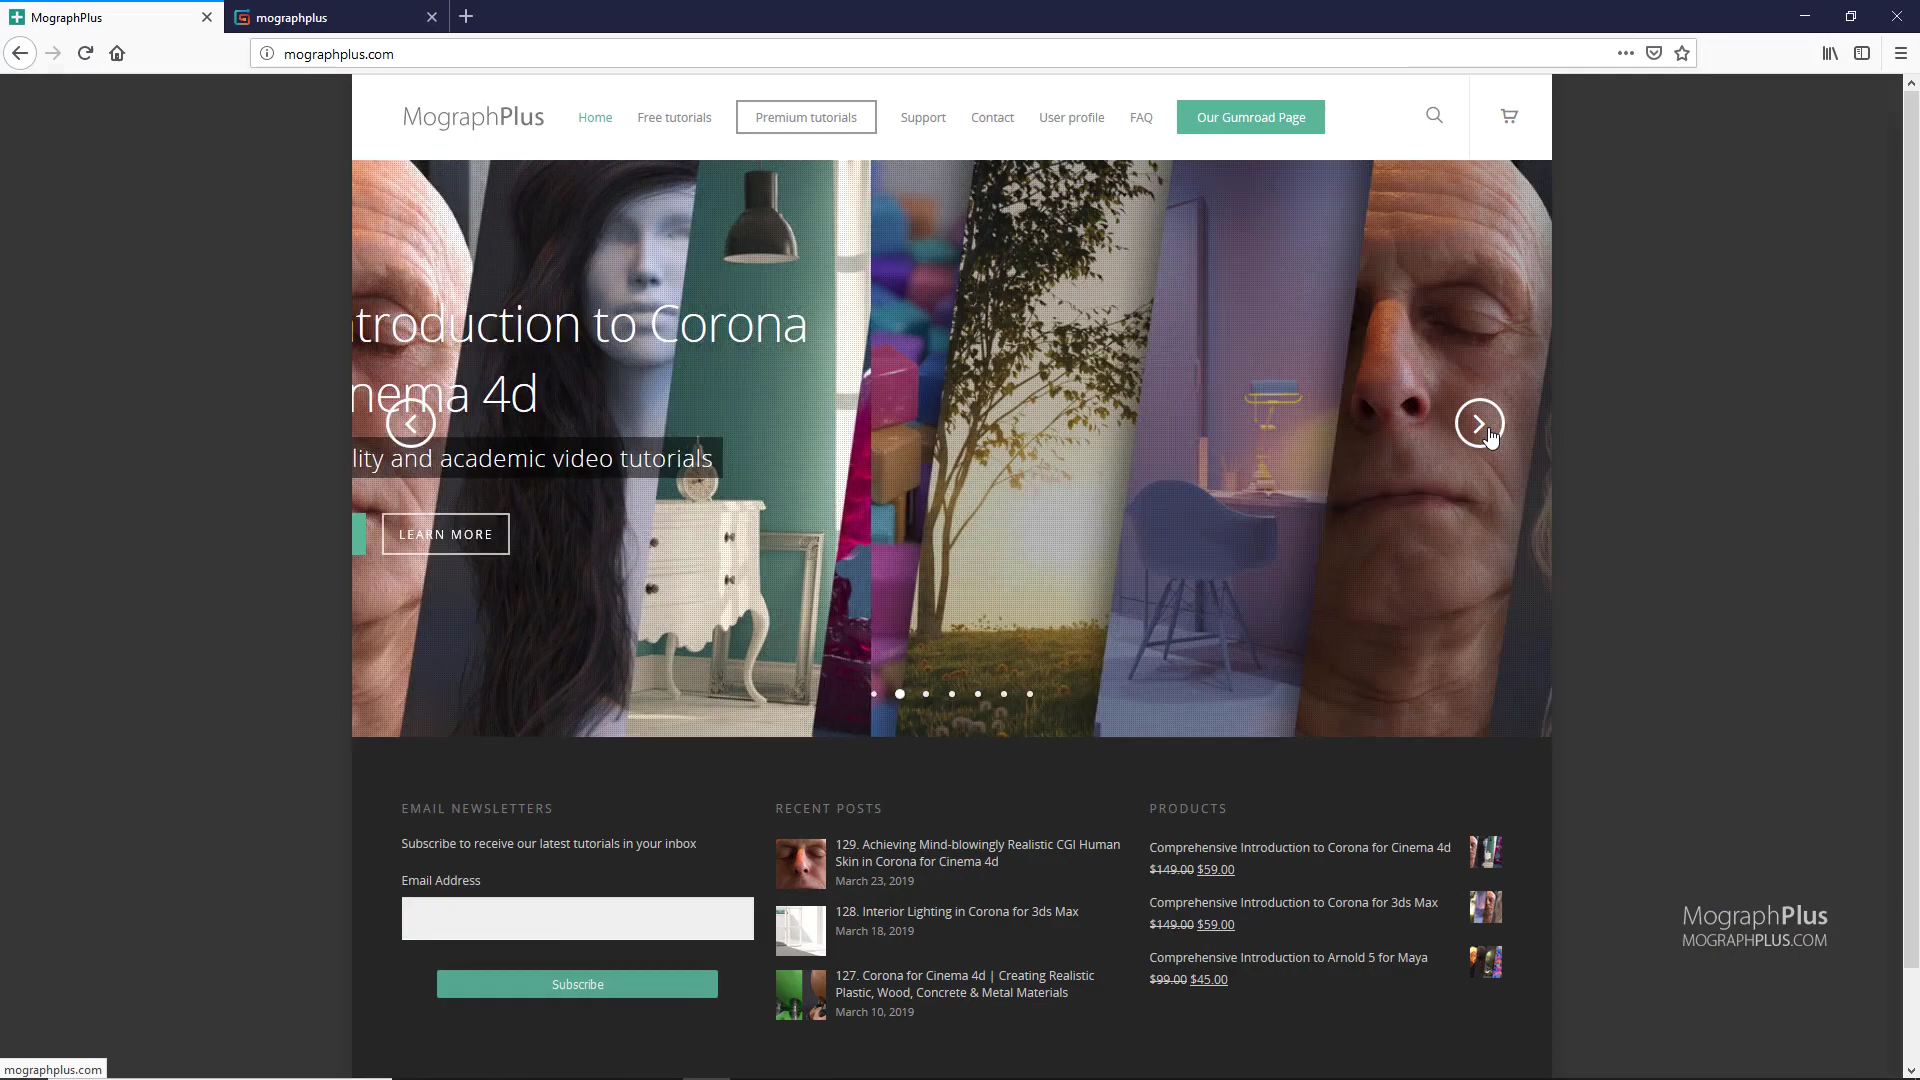 MographPlus
mographplus
mographplus.com
MographPlus
Home
Free tutorials
Premium tutorials
Support
Contact
User profile
FAQ
Our Gumroad Page
troduction to Corona
nema 4d
lity and academic video tutorials
LEARN MORE
EMAIL NEWSLETTERS
Subscribe to receive our latest tutorials in your inbox
Email Address
Subscribe
RECENT POSTS
129. Achieving Mind-blowingly Realistic CGI Human
Skin in Corona for Cinema 4d
March 23, 2019
128. Interior Lighting in Corona for 3ds Max
March 18, 2019
127. Corona for Cinema 4d | Creating Realistic
Plastic, Wood, Concrete & Metal Materials
March 10, 2019
PRODUCTS
Comprehensive Introduction to Corona for Cinema 4d
$149.00 $59.00
Comprehensive Introduction to Corona for 3ds Max
$149.00 $59.00
Comprehensive Introduction to Arnold 5 for Maya
$99.00 $45.00
MographPlus
MOGRAPHPLUS.COM
mographplus.com